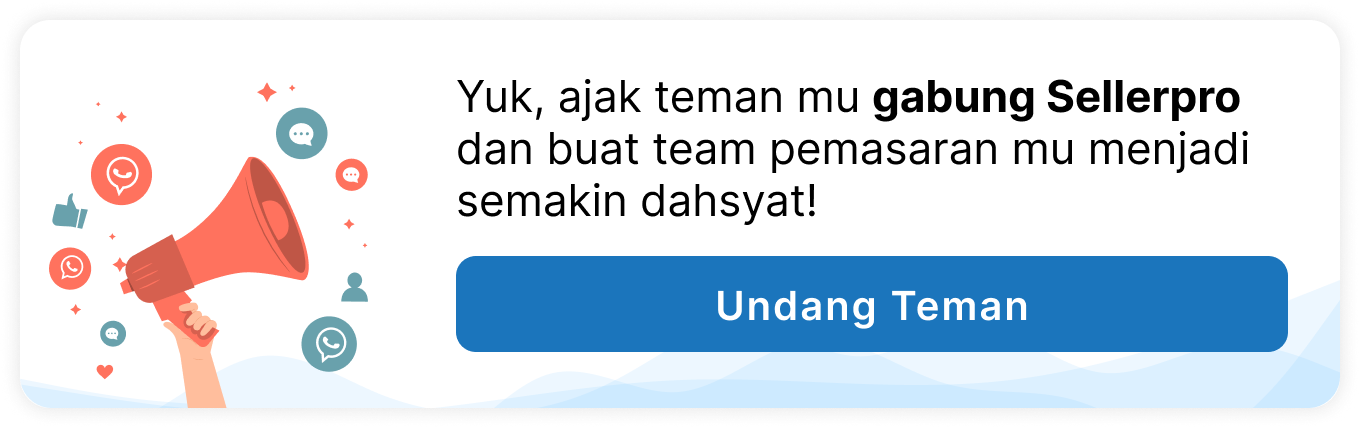 Yuk, ajak teman mu gabung Sellerpro
dan buat team pemasaran mu menjadi
semakin dahsyat!
Undang Teman